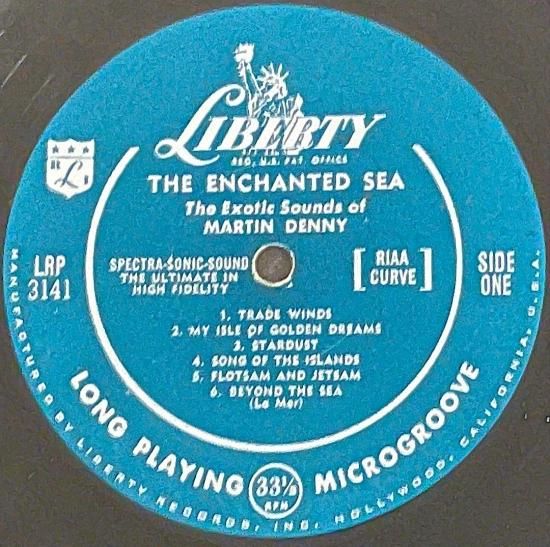 LIBERTY
REG. U.S. PAT. OFFICE
THE ENCHANTED SEA
The Exotic Sounds of
MARTIN DENNY
LRP
3141
SPECTRA-SONIC-SOUND
THE ULTIMATE IN
HIGH FIDELITY
[RIAA
CURVE]
SIDE
ONE
1. TRADE WINDS
2. MY ISLE OF GOLDEN DREAMS
3. STARDUST
4. SONG OF THE ISLANDS
5. FLOTSAM AND JETSAM
6. BEYOND THE SEA
(La Mer)
LONG PLAYING 33⅓ RPM MICROGROOVE
MANUFACTURED BY LIBERTY RECORDS, INC., HOLLYWOOD, CALIFORNIA, U.S.A.